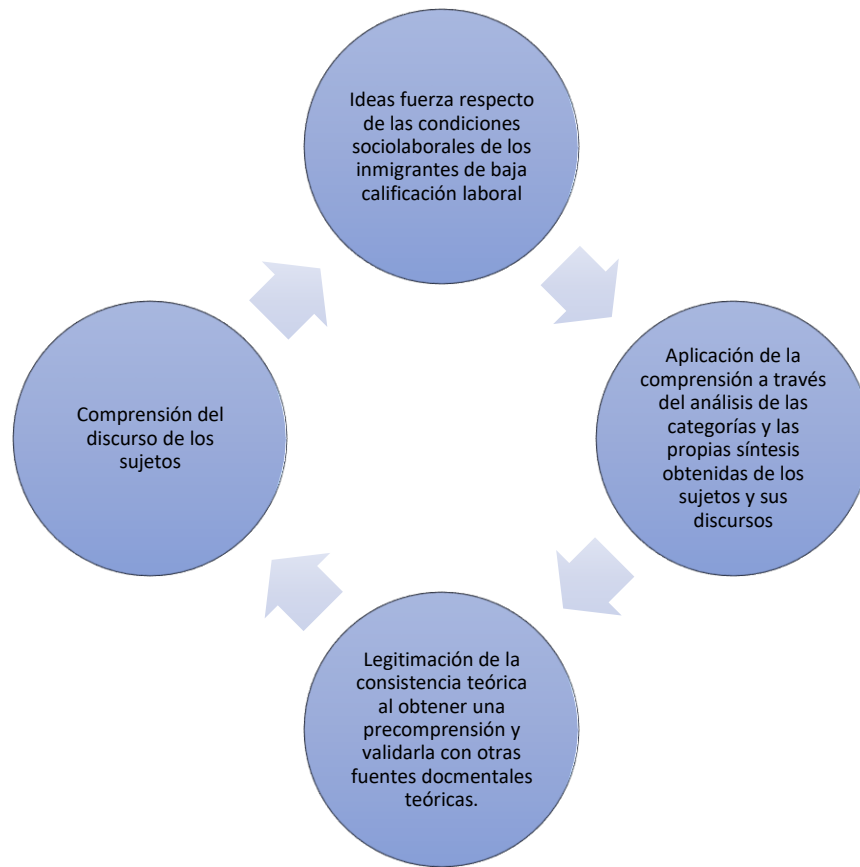 Ideas fuerza respecto
de las condiciones
sociolaborales de los
inmigrantes de baja
calificación laboral
Aplicación de la
comprensión a través
del análisis de las
categorías y las
propias síntesis
obtenidas de los
sujetos y sus
discursos
Legitimación de la
consistencia teórica
al obtener una
precomprensión y
validarla con otras
fuentes docmentales
teóricas.
Comprensión del
discurso de los
sujetos